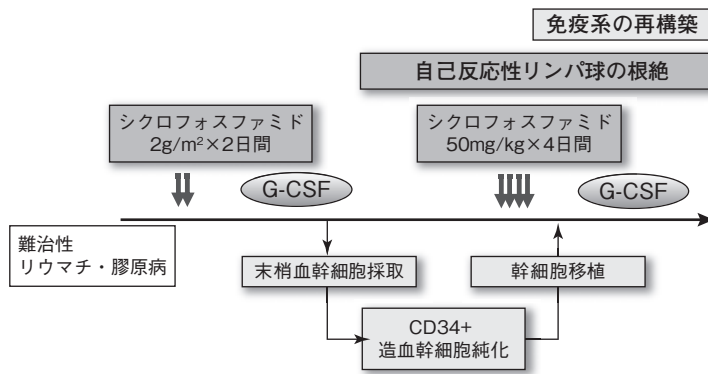 免疫系の再構築
自己反応性リンパ球の根絶
シクロフォスファミド
2g/m²×2日間
シクロフォスファミド
50mg/kg×4日間
G-CSF
G-CSF
難治性
リウマチ・膠原病
末梢血幹細胞採取
幹細胞移植
CD34+
造血幹細胞純化